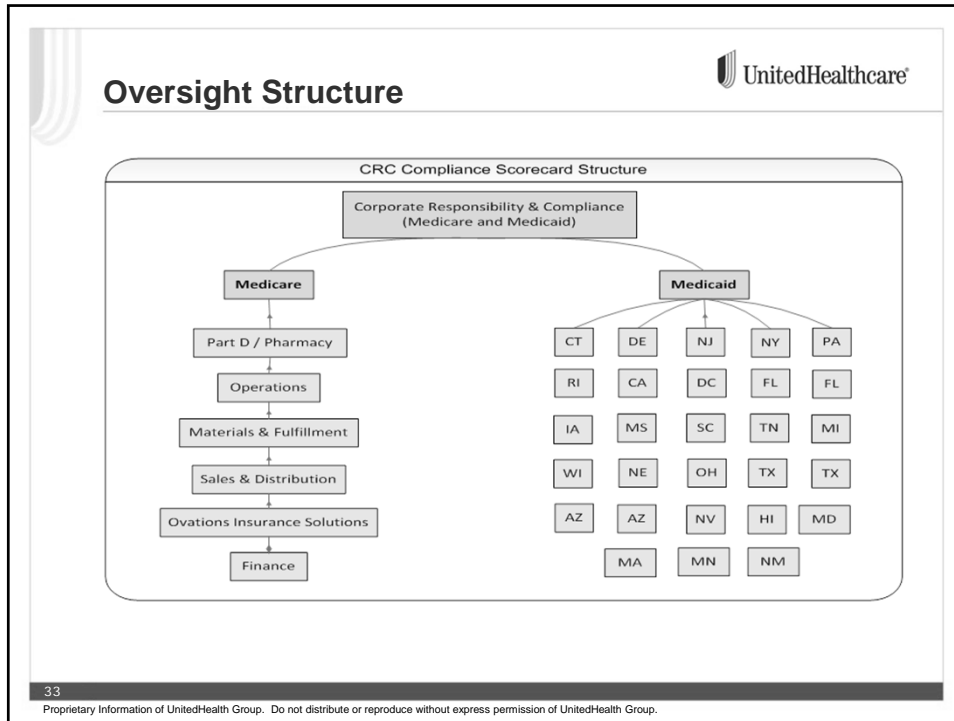 Oversight Structure
UnitedHealthcare®
CRC Compliance Scorecard Structure
Corporate Responsibility & Compliance
(Medicare and Medicaid)
Medicare
Part D / Pharmacy
Operations
Materials & Fulfillment
Sales & Distribution
Ovations Insurance Solutions
Finance
Medicaid
CT DE NJ NY PA
RI CA DC FL FL
IA MS SC TN MI
WI NE OH TX TX
AZ AZ NV HI MD
MA MN NM
33
Proprietary Information of UnitedHealth Group. Do not distribute or reproduce without express permission of UnitedHealth Group.